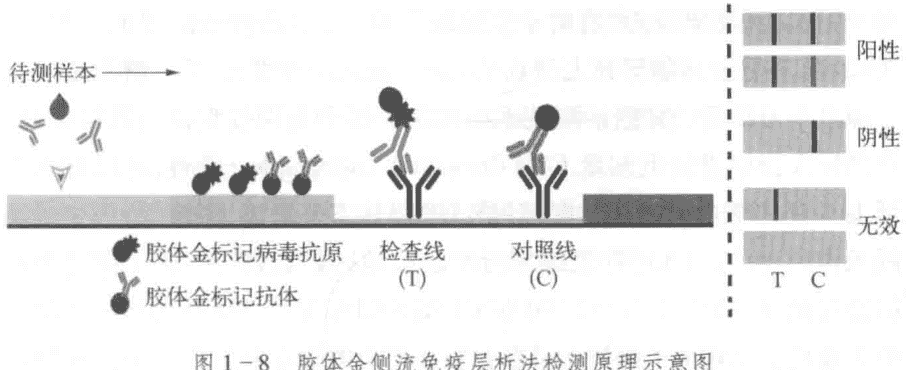 待测样本
胶体金标记病毒抗原
胶体金标记抗体
检查线
(T)
对照线
(C)
阳性
阴性
无效
T C
图 1-8 胶体金侧流免疫层析法检测原理示意图